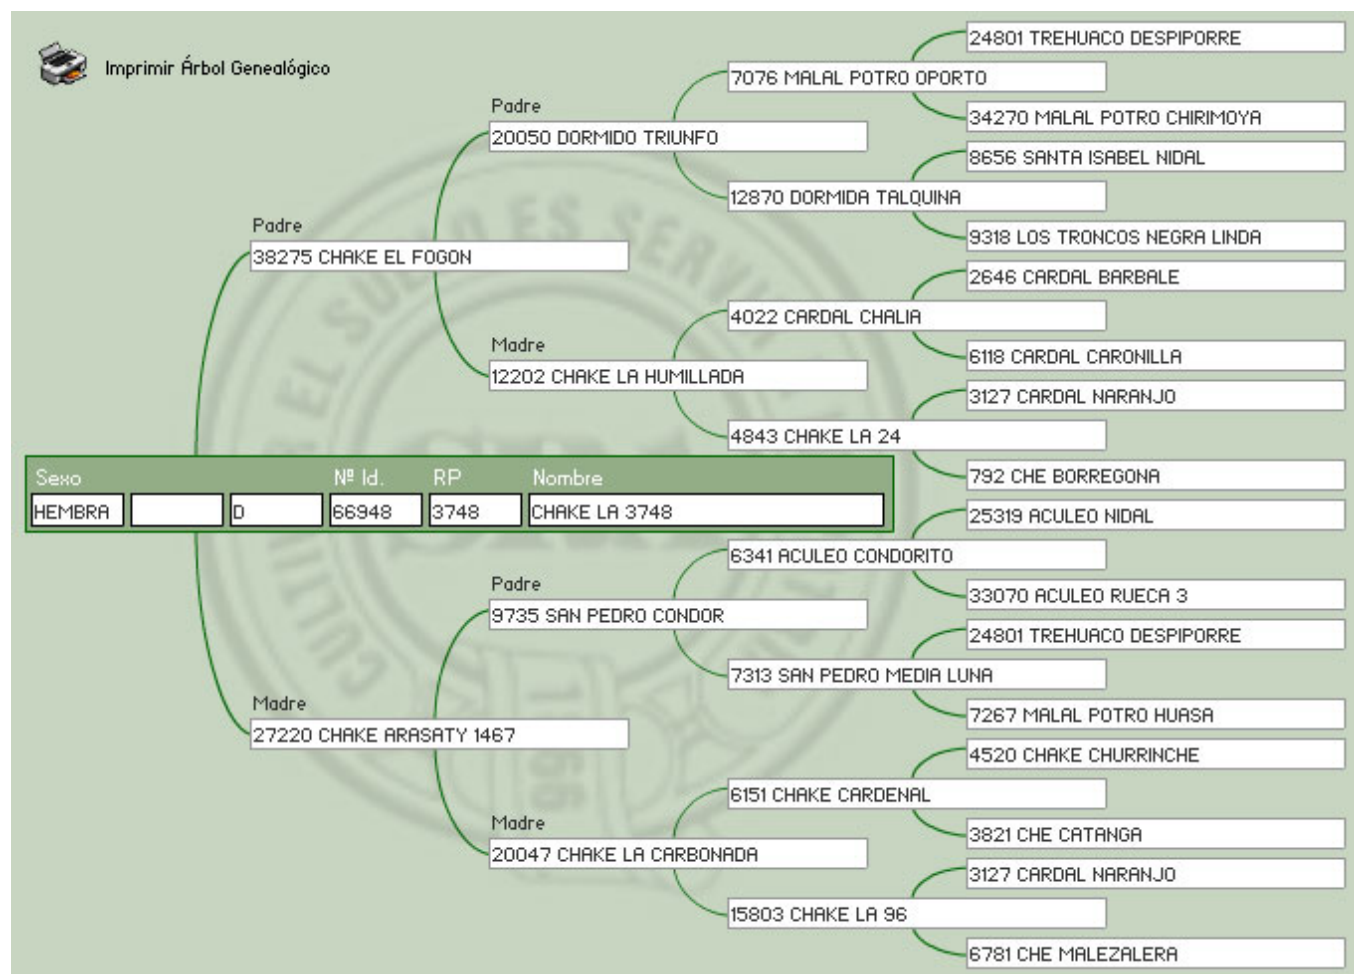 Imprimir Árbol Genealógico
24801 TREHUACO DESPIPORRE
7076 MALAL POTRO OPORTO
Padre
34270 MALAL POTRO CHIRIMOYA
20050 DORMIDO TRIUNFO
8656 SANTA ISABEL NIDAL
12870 DORMIDA TALQUINA
Padre
9318 LOS TRONCOS NEGRA LINDA
38275 CHAKE EL FOGON
2646 CARDAL BARBALE
4022 CARDAL CHALIA
Madre
6118 CARDAL CARONILLA
12202 CHAKE LA HUMILLADA
3127 CARDAL NARANJO
4843 CHAKE LA 24
792 CHE BORREGONA
Sexo Nº Id. RP Nombre
HEMBRA D 66948 3748 CHAKE LA 3748
25319 ACULEO NIDAL
6341 ACULEO CONDORITO
Padre
33070 ACULEO RUECA 3
9735 SAN PEDRO CONDOR
24801 TREHUACO DESPIPORRE
7313 SAN PEDRO MEDIA LUNA
Madre
7267 MALAL POTRO HUASA
27220 CHAKE ARASATY 1467
4520 CHAKE CHURRINCHE
6151 CHAKE CARDENAL
Madre
3821 CHE CATANGA
20047 CHAKE LA CARBONADA
3127 CARDAL NARANJO
15803 CHAKE LA 96
6781 CHE MALEZALERA
CULTIVAR EL SUELO ES SERVIR
1866